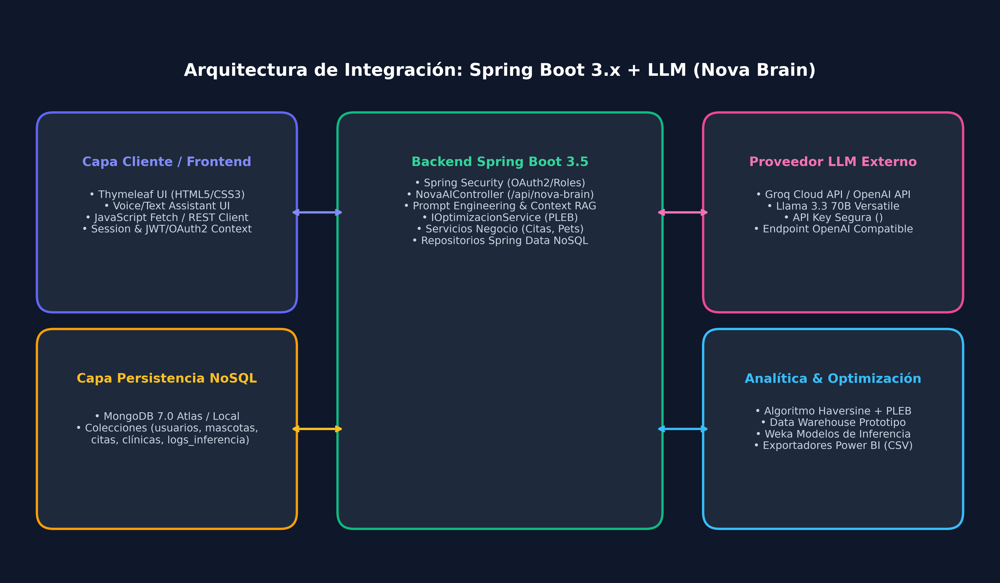 Arquitectura de Integración: Spring Boot 3.x + LLM (Nova Brain)
Capa Cliente / Frontend
• Thymeleaf UI (HTML5/CSS3)
• Voice/Text Assistant UI
• JavaScript Fetch / REST Client
• Session & JWT/OAuth2 Context
Backend Spring Boot 3.5
• Spring Security (OAuth2/Roles)
• NovaAIController (/api/nova-brain)
• Prompt Engineering & Context RAG
• IOptimizacionService (PLEB)
• Servicios Negocio (Citas, Pets)
• Repositorios Spring Data NoSQL
Proveedor LLM Externo
• Groq Cloud API / OpenAI API
• Llama 3.3 70B Versatile
• API Key Segura ()
• Endpoint OpenAI Compatible
Capa Persistencia NoSQL
• MongoDB 7.0 Atlas / Local
• Colecciones (usuarios, mascotas,
citas, clínicas, logs_inferencia)
Analítica & Optimización
• Algoritmo Haversine + PLEB
• Data Warehouse Prototipo
• Weka Modelos de Inferencia
• Exportadores Power BI (CSV)